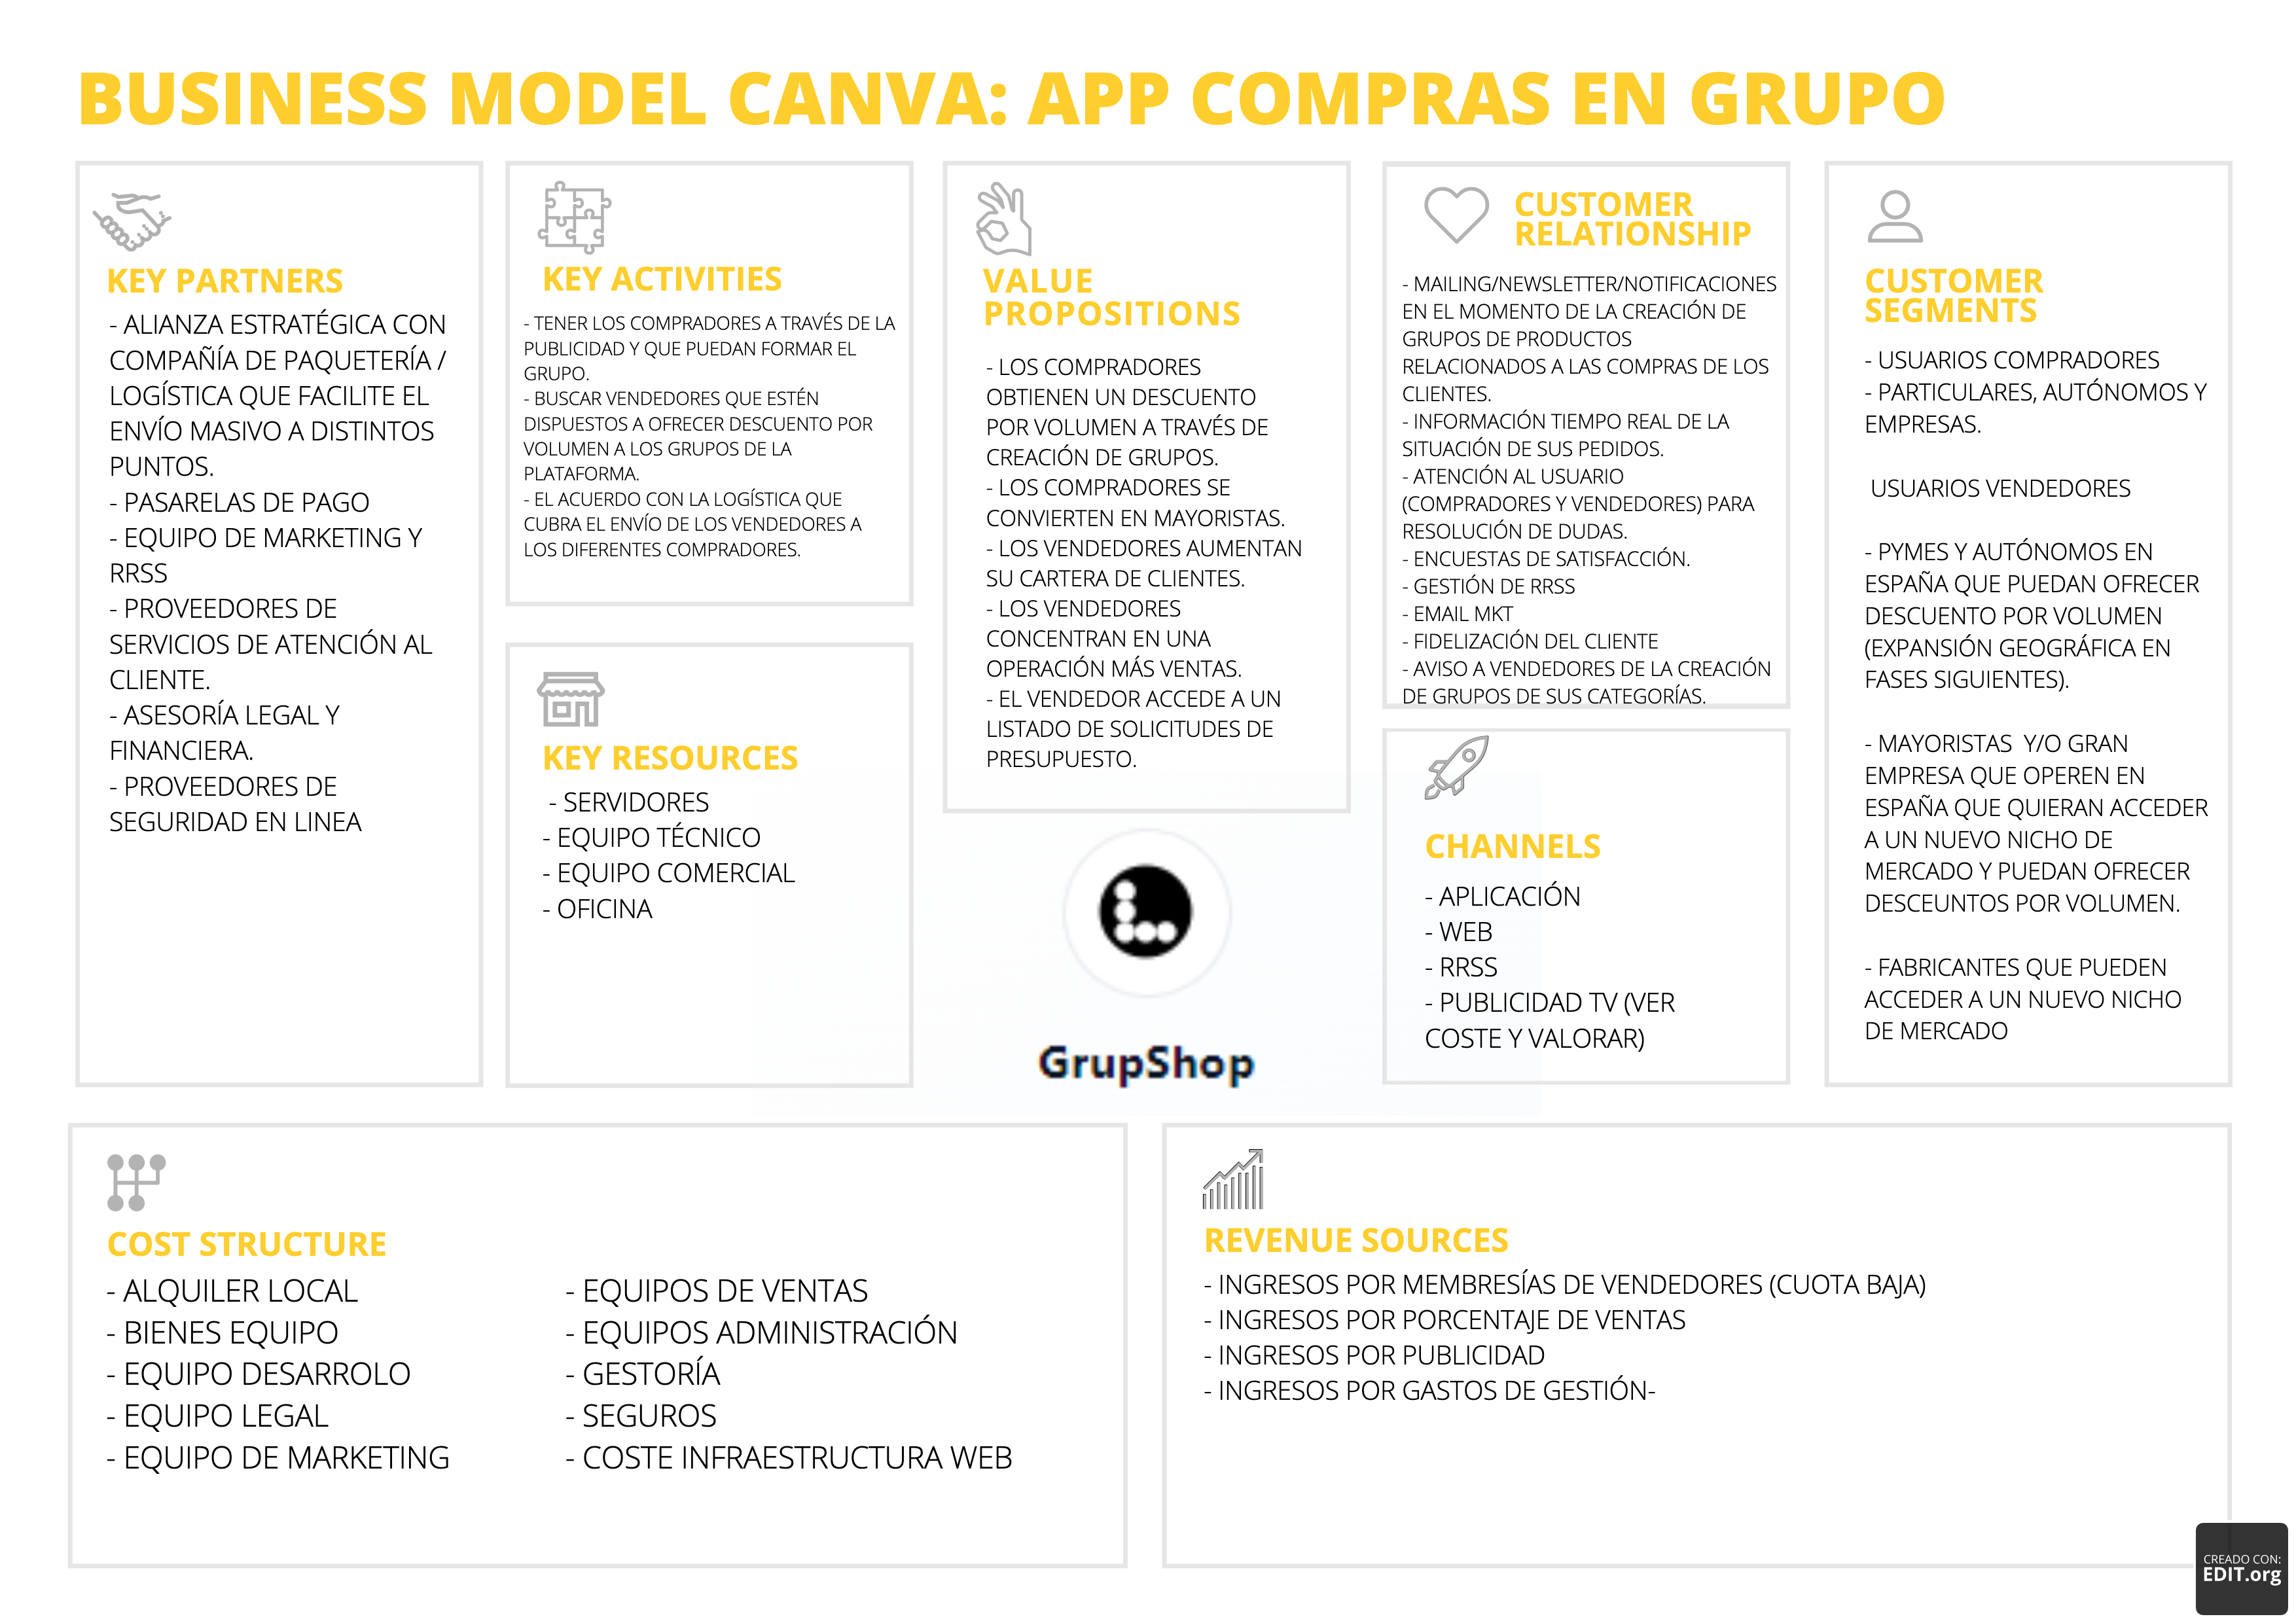 BUSINESS MODEL CANVA: APP COMPRAS EN GRUPO
KEY PARTNERS
- ALIANZA ESTRATÉGICA CON
COMPAÑÍA DE PAQUETERÍA /
LOGÍSTICA QUE FACILITE EL
ENVÍO MASIVO A DISTINTOS
PUNTOS.
- PASARELAS DE PAGO
- EQUIPO DE MARKETING Y
RRSS
- PROVEEDORES DE
SERVICIOS DE ATENCIÓN AL
CLIENTE.
- ASESORÍA LEGAL Y
FINANCIERA.
- PROVEEDORES DE
SEGURIDAD EN LINEA
KEY ACTIVITIES
- TENER LOS COMPRADORES A TRAVÉS DE LA
PUBLICIDAD Y QUE PUEDAN FORMAR EL
GRUPO.
- BUSCAR VENDEDORES QUE ESTÉN
DISPUESTOS A OFRECER DESCUENTO POR
VOLUMEN A LOS GRUPOS DE LA
PLATAFORMA.
- EL ACUERDO CON LA LOGÍSTICA QUE
CUBRA EL ENVÍO DE LOS VENDEDORES A
LOS DIFERENTES COMPRADORES.
KEY RESOURCES
- SERVIDORES
- EQUIPO TÉCNICO
- EQUIPO COMERCIAL
- OFICINA
VALUE
PROPOSITIONS
- LOS COMPRADORES
OBTIENEN UN DESCUENTO
POR VOLUMEN A TRAVÉS DE
CREACIÓN DE GRUPOS.
- LOS COMPRADORES SE
CONVIERTEN EN MAYORISTAS.
- LOS VENDEDORES AUMENTAN
SU CARTERA DE CLIENTES.
- LOS VENDEDORES
CONCENTRAN EN UNA
OPERACIÓN MÁS VENTAS.
- EL VENDEDOR ACCEDE A UN
LISTADO DE SOLICITUDES DE
PRESUPUESTO.
GrupShop
CUSTOMER
RELATIONSHIP
- MAILING/NEWSLETTER/NOTIFICACIONES
EN EL MOMENTO DE LA CREACIÓN DE
GRUPOS DE PRODUCTOS
RELACIONADOS A LAS COMPRAS DE LOS
CLIENTES.
- INFORMACIÓN TIEMPO REAL DE LA
SITUACIÓN DE SUS PEDIDOS.
- ATENCIÓN AL USUARIO
(COMPRADORES Y VENDEDORES) PARA
RESOLUCIÓN DE DUDAS.
- ENCUESTAS DE SATISFACCIÓN.
- GESTIÓN DE RRSS
- EMAIL MKT
- FIDELIZACIÓN DEL CLIENTE
- AVISO A VENDEDORES DE LA CREACIÓN
DE GRUPOS DE SUS CATEGORÍAS.
CHANNELS
- APLICACIÓN
- WEB
- RRSS
- PUBLICIDAD TV (VER
COSTE Y VALORAR)
CUSTOMER
SEGMENTS
- USUARIOS COMPRADORES
- PARTICULARES, AUTÓNOMOS Y
EMPRESAS.
USUARIOS VENDEDORES
- PYMES Y AUTÓNOMOS EN
ESPAÑA QUE PUEDAN OFRECER
DESCUENTO POR VOLUMEN
(EXPANSIÓN GEOGRÁFICA EN
FASES SIGUIENTES).
- MAYORISTAS  Y/O GRAN
EMPRESA QUE OPEREN EN
ESPAÑA QUE QUIERAN ACCEDER
A UN NUEVO NICHO DE
MERCADO Y PUEDAN OFRECER
DESCEUNTOS POR VOLUMEN.
- FABRICANTES QUE PUEDEN
ACCEDER A UN NUEVO NICHO
DE MERCADO
COST STRUCTURE
- ALQUILER LOCAL
- BIENES EQUIPO
- EQUIPO DESARROLO
- EQUIPO LEGAL
- EQUIPO DE MARKETING
- EQUIPOS DE VENTAS
- EQUIPOS ADMINISTRACIÓN
- GESTORÍA
- SEGUROS
- COSTE INFRAESTRUCTURA WEB
REVENUE SOURCES
- INGRESOS POR MEMBRESÍAS DE VENDEDORES (CUOTA BAJA)
- INGRESOS POR PORCENTAJE DE VENTAS
- INGRESOS POR PUBLICIDAD
- INGRESOS POR GASTOS DE GESTIÓN-
CREADO CON:
EDIT.org